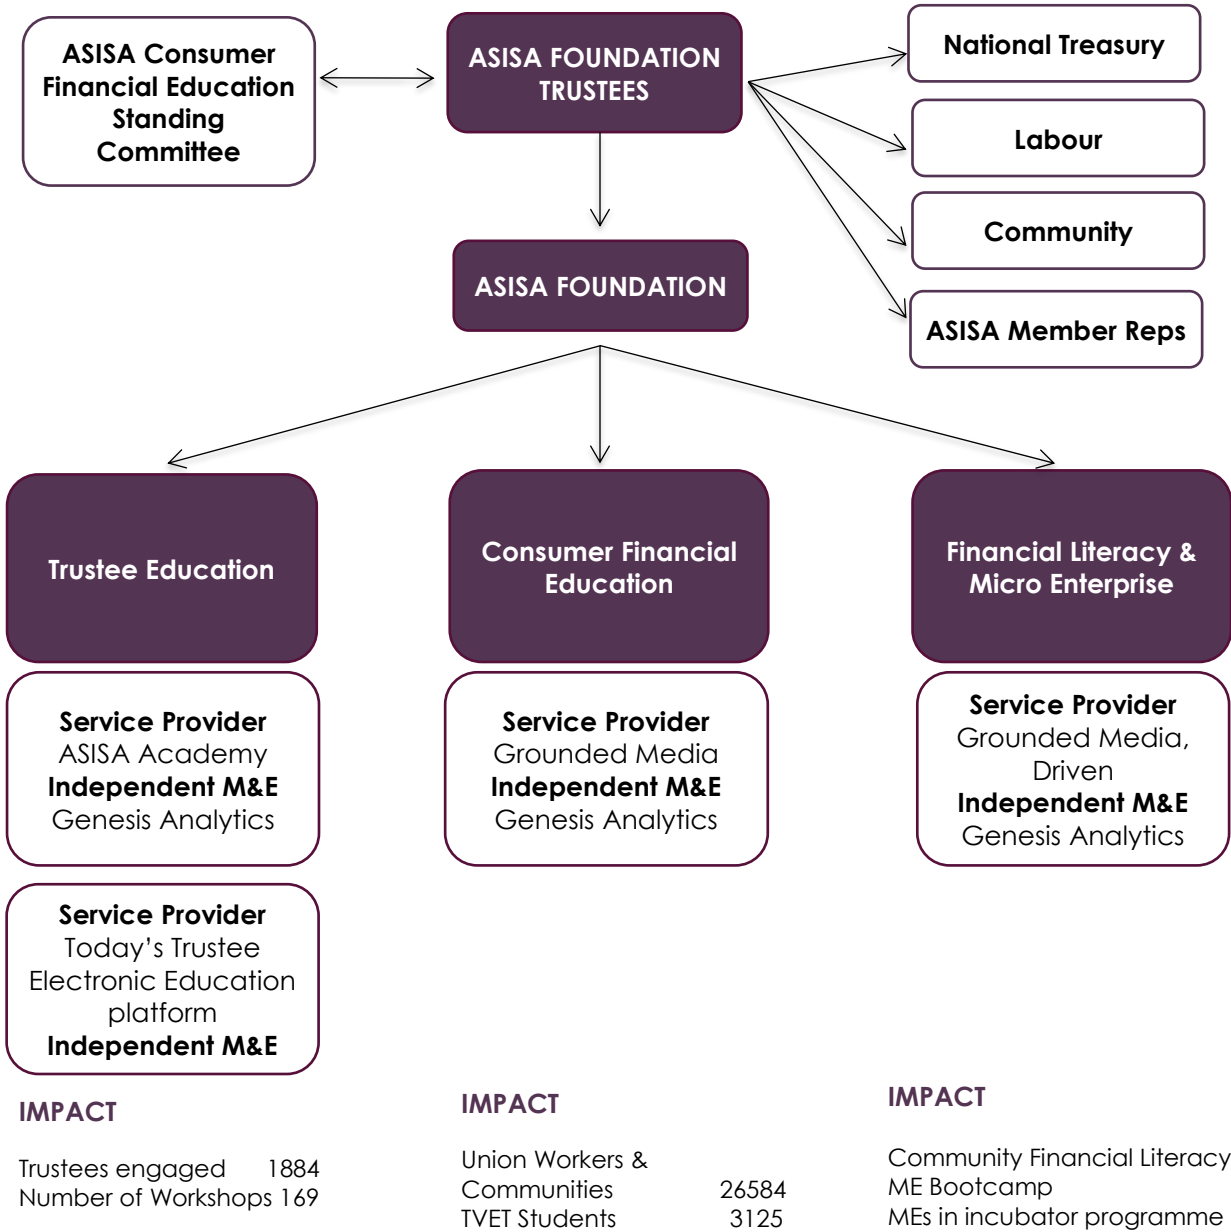 ASISA Consumer
Financial Education
Standing
Committee
ASISA FOUNDATION
TRUSTEES
National Treasury
Labour
Community
ASISA Member Reps
ASISA FOUNDATION
Trustee Education
Consumer Financial
Education
Financial Literacy &
Micro Enterprise
Service Provider
ASISA Academy
Independent M&E
Genesis Analytics
Service Provider
Grounded Media
Independent M&E
Genesis Analytics
Service Provider
Grounded Media,
Driven
Independent M&E
Genesis Analytics
Service Provider
Today’s Trustee
Electronic Education
platform
Independent M&E
IMPACT
Trustees engaged 1884
Number of Workshops 169
IMPACT
Union Workers &
Communities 26584
TVET Students 3125
IMPACT
Community Financial Literacy
ME Bootcamp
MEs in incubator programme